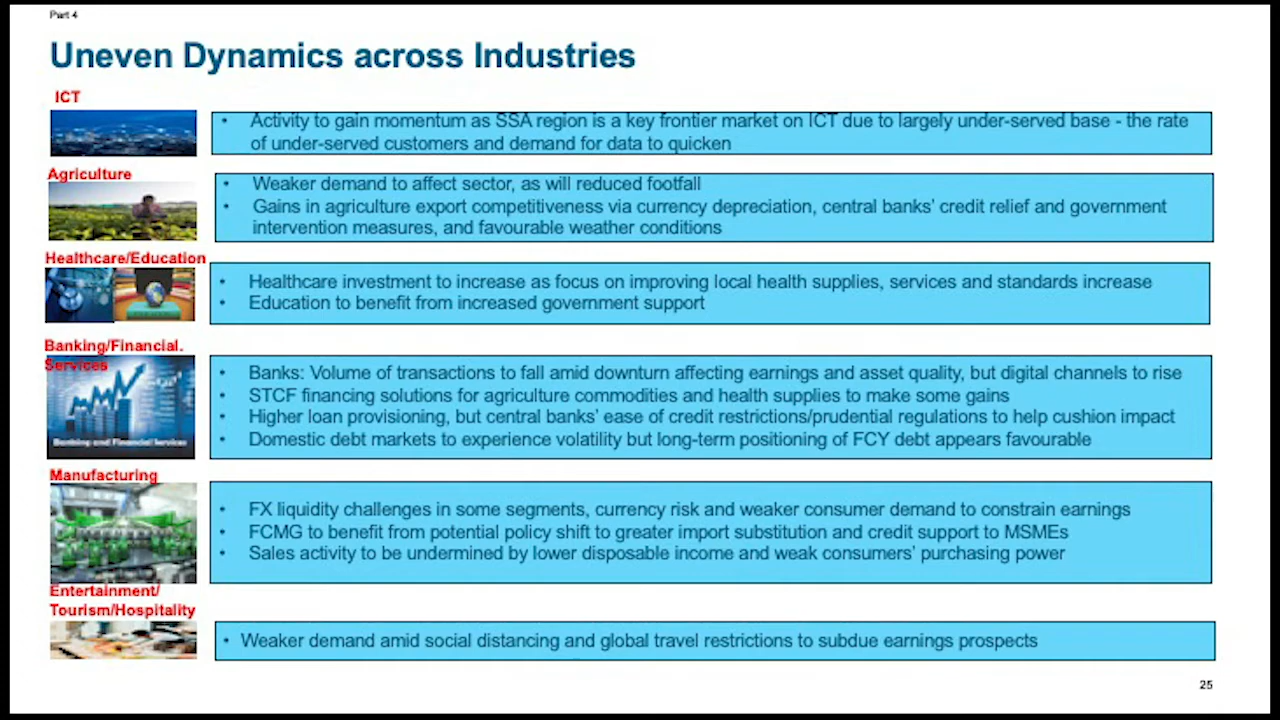 Part 4
Uneven Dynamics across Industries
ICT
• Activity to gain momentum as SSA region is a key frontier market on ICT due to largely under-served base - the rate
of under-served customers and demand for data to quicken
Agriculture
• Weaker demand to affect sector, as will reduced footfall
• Gains in agriculture export competitiveness via currency depreciation, central banks' credit relief and government
intervention measures, and favourable weather conditions
Healthcare/Education
• Healthcare investment to increase as focus on improving local health supplies, services and standards increase
• Education to benefit from increased government support
Banking/Financial.
Services
Banking and Financial Services
• Banks: Volume of transactions to fall amid downturn affecting earnings and asset quality, but digital channels to rise
• STCF financing solutions for agriculture commodities and health supplies to make some gains
• Higher loan provisioning, but central banks' ease of credit restrictions/prudential regulations to help cushion impact
• Domestic debt markets to experience volatility but long-term positioning of FCY debt appears favourable
Manufacturing
• FX liquidity challenges in some segments, currency risk and weaker consumer demand to constrain earnings
• FCMG to benefit from potential policy shift to greater import substitution and credit support to MSMEs
• Sales activity to be undermined by lower disposable income and weak consumers' purchasing power
Entertainment/
Tourism/Hospitality
• Weaker demand amid social distancing and global travel restrictions to subdue earnings prospects
25